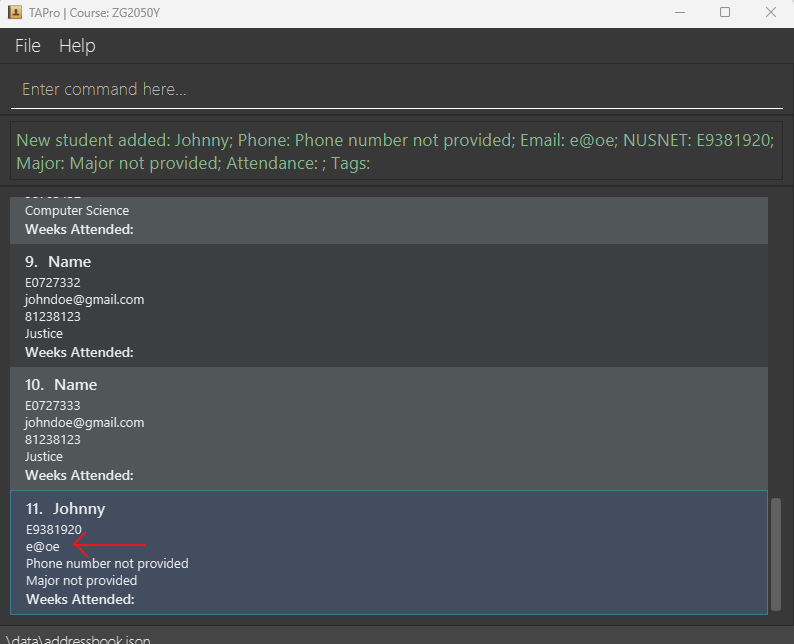 TAPro | Course: ZG2050Y
File Help
Enter command here...
New student added: Johnny; Phone: Phone number not provided; Email: e@oe; NUSNET: E9381920;
Major: Major not provided; Attendance: ; Tags:
Computer Science
Weeks Attended:
9. Name
E0727332
johndoe@gmail.com
81238123
Justice
Weeks Attended:
10. Name
E0727333
johndoe@gmail.com
81238123
Justice
Weeks Attended:
11. Johnny
E9381920
e@oe
Phone number not provided
Major not provided
Weeks Attended:
\data\addressbook.json